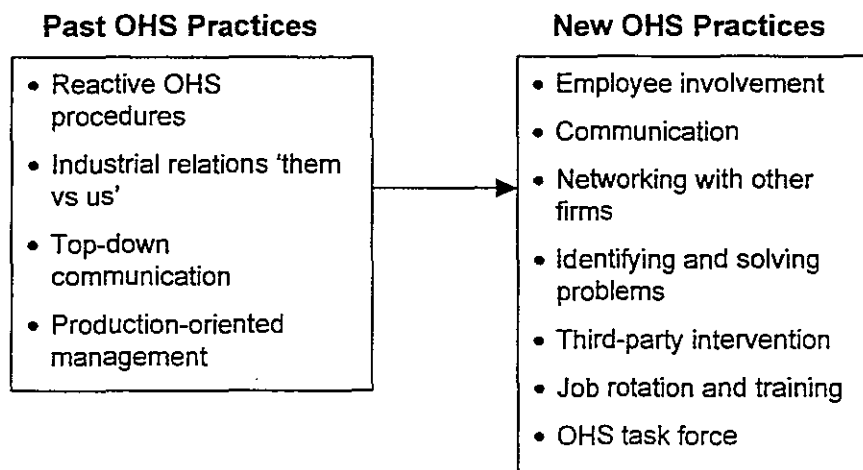 Past OHS Practices
• Reactive OHS
procedures
• Industrial relations ‘them
vs us’
• Top-down
communication
• Production-oriented
management
New OHS Practices
• Employee involvement
• Communication
• Networking with other
firms
• Identifying and solving
problems
• Third-party intervention
• Job rotation and training
• OHS task force